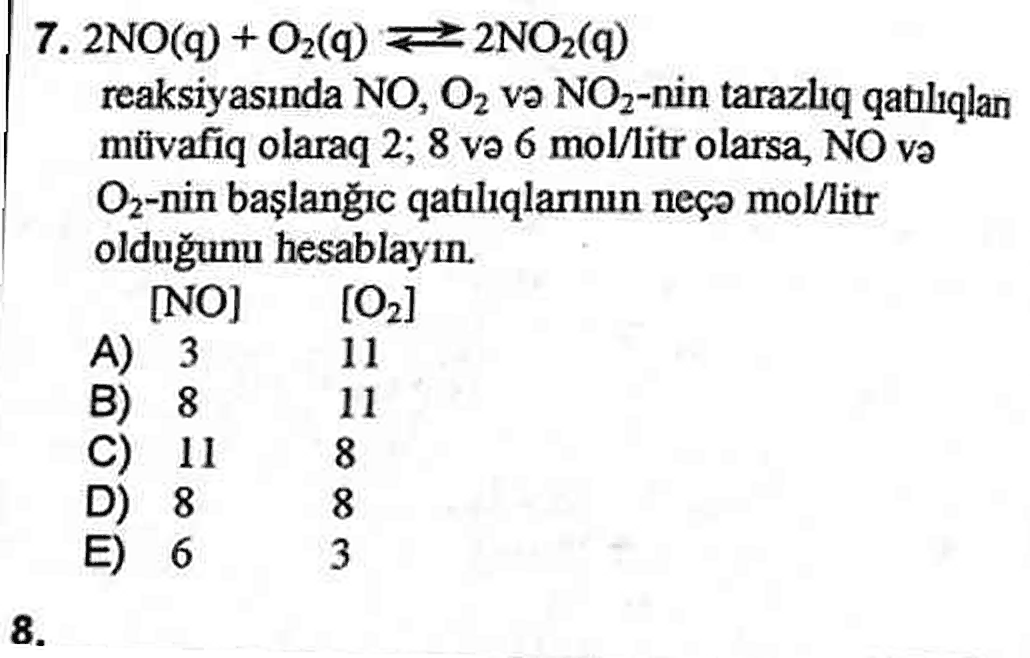 7. 2NO(q) + O₂(q) ⇄ 2NO₂(q)
reaksiyasında NO, O₂ və NO₂-nin tarazlıq qatılıqları
müvafiq olaraq 2; 8 və 6 mol/litr olarsa, NO və
O₂-nin başlanğıc qatılıqlarının neçə mol/litr
olduğunu hesablayın.
[NO] [O₂]
A) 3 11
B) 8 11
C) 11 8
D) 8 8
E) 6 3
8.